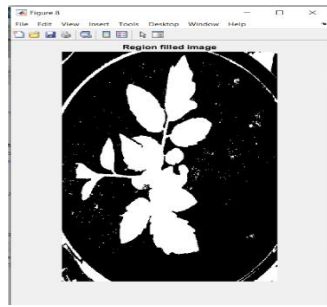 Figure 8
File Edit View Insert Tools Desktop Window Help
Region filled image